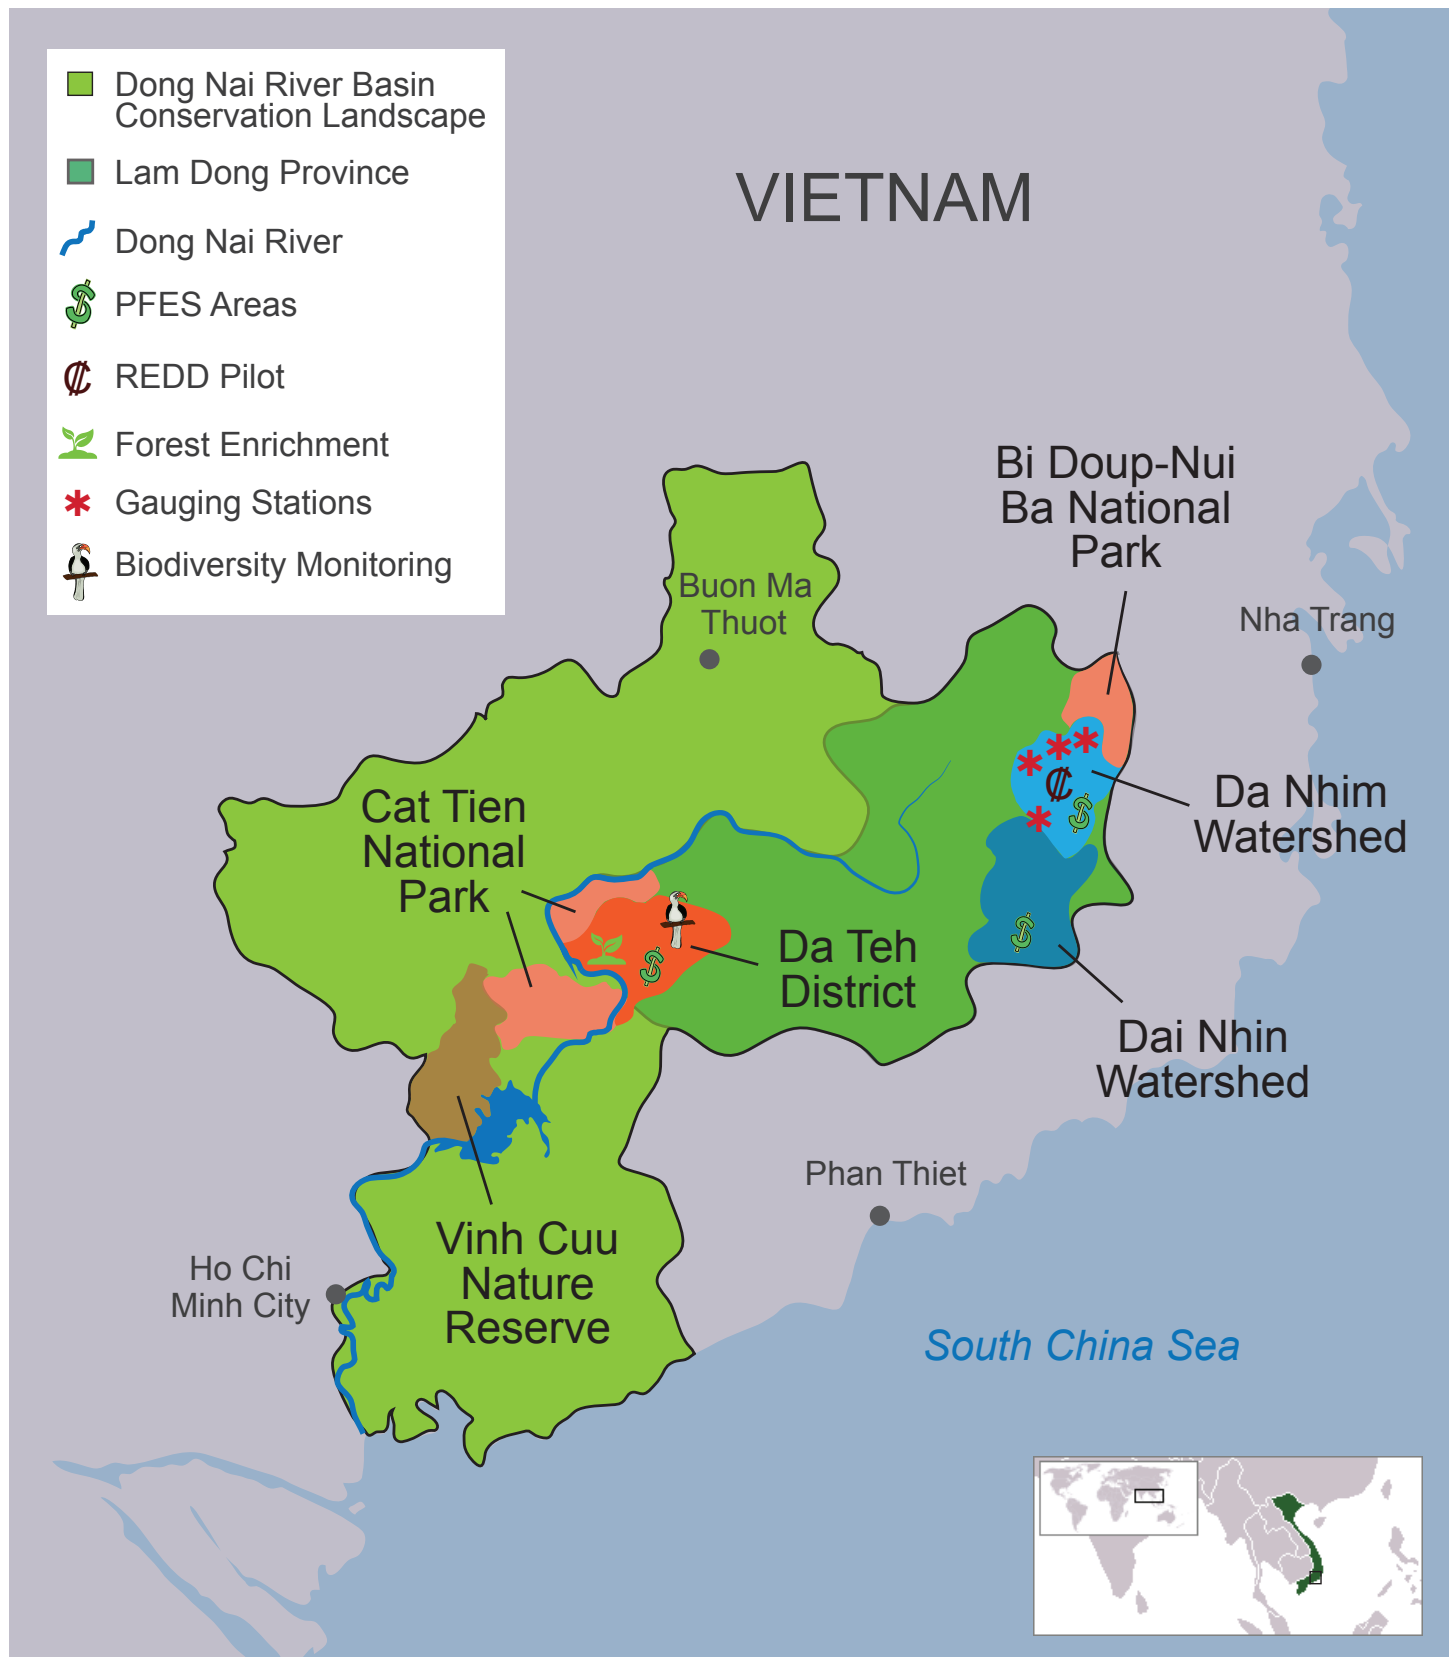 Dong Nai River Basin
Conservation Landscape
Lam Dong Province
Dong Nai River
PFES Areas
REDD Pilot
Forest Enrichment
Gauging Stations
Biodiversity Monitoring
VIETNAM
Bi Doup-Nui
Ba National
Park
Buon Ma
Thuot
Nha Trang
Cat Tien
National
Park
Da Nhim
Watershed
Da Teh
District
Dai Nhin
Watershed
Phan Thiet
Vinh Cuu
Nature
Reserve
Ho Chi
Minh City
South China Sea